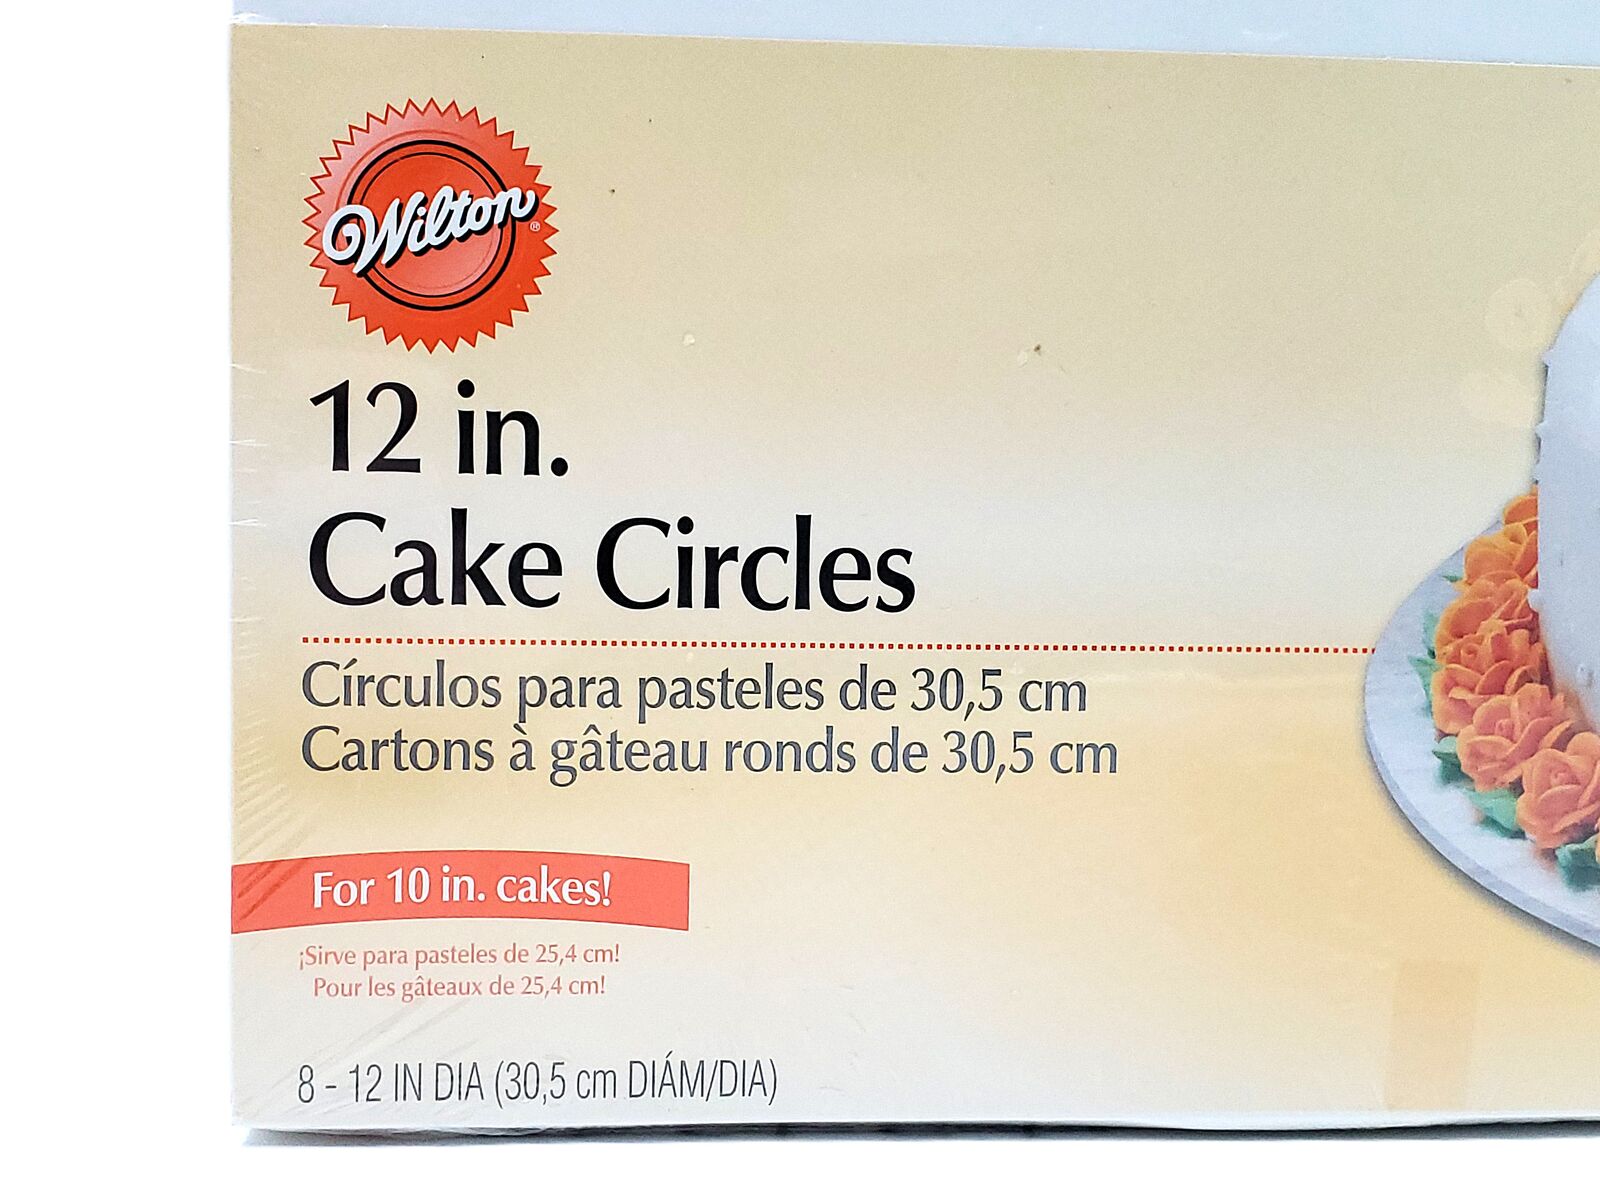 Wilton®
12 in.
Cake Circles
Círculos para pasteles de 30,5 cm
Cartons à gâteau ronds de 30,5 cm
For 10 in. cakes!
¡Sirve para pasteles de 25,4 cm!
Pour les gâteaux de 25,4 cm!
8 - 12 IN DIA (30,5 cm DIÁM/DIA)